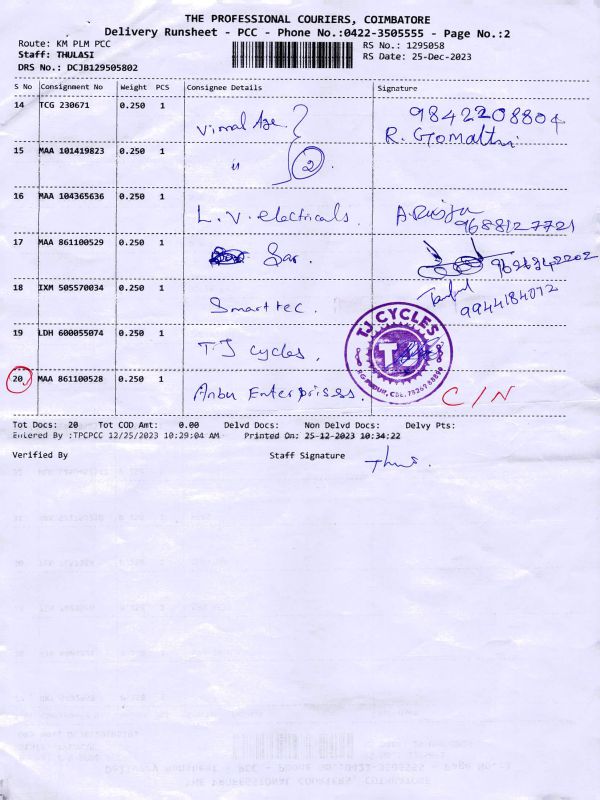 THE PROFESSIONAL COURIERS, COIMBATORE
Delivery Runsheet - PCC - Phone No.:0422-3505555 - Page No.:2
Route: KM PLM PCC
RS No.: 1295058
Staff: THULASI
RS Date: 25-Dec-2023
DRS No.: DCJB129505802
S No Consignment No Weight PCS Consignee Details Signature
14 TCG 230671 0.250 1 Vimal Age. 9842208804
R. Gomathi
15 MAA 101419823 0.250 1 " 2
16 MAA 104365636 0.250 1 L. V. electricals. 9688127721
17 MAA 861100529 0.250 1 Sar.
18 IXM 505570034 0.250 1 Smart tec. 9944184072
19 LDH 600055074 0.250 1 T.J Cycles.
TJ CYCLES
T
20 MAA 861100528 0.250 1 Anbu Enterprises. C/N
Tot Docs: 20 Tot COD Amt: 0.00 Delvd Docs: Non Delvd Docs: Delvy Pts:
Entered By :TPCPCC 12/25/2023 10:29:04 AM Printed On: 25-12-2023 10:34:22
Verified By Staff Signature